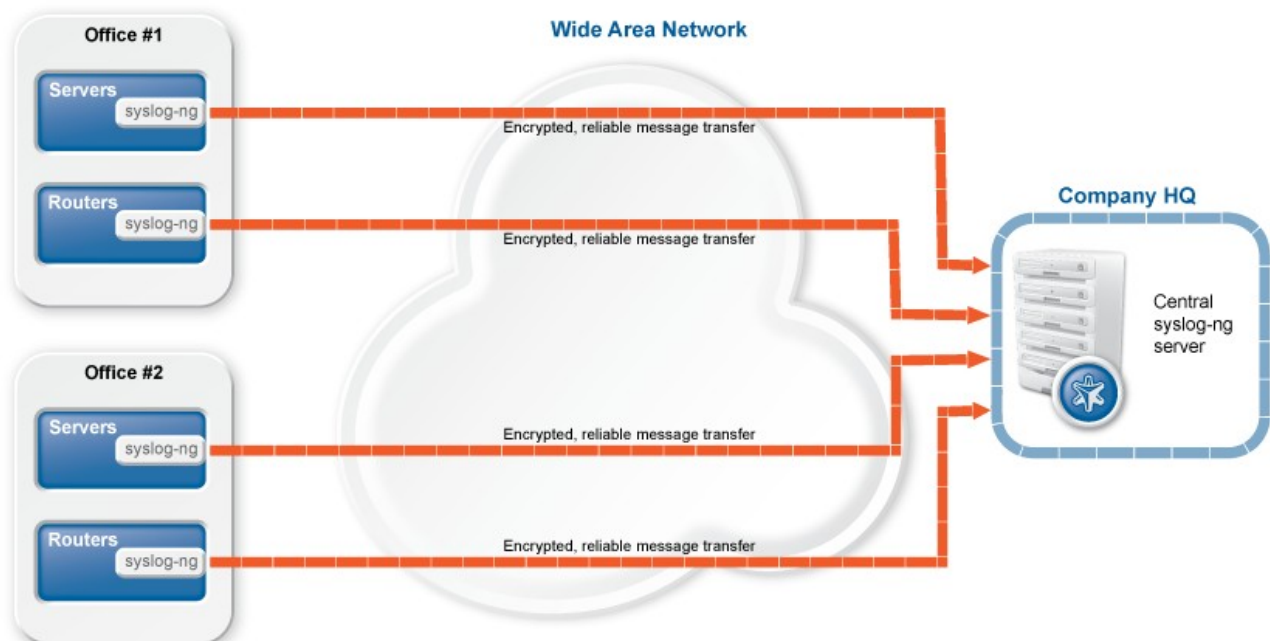 Office #1
Servers
syslog-ng
Routers
syslog-ng
Wide Area Network
Encrypted, reliable message transfer
Encrypted, reliable message transfer
Company HQ
Central
syslog-ng
server
Office #2
Servers
syslog-ng
Routers
syslog-ng
Encrypted, reliable message transfer
Encrypted, reliable message transfer